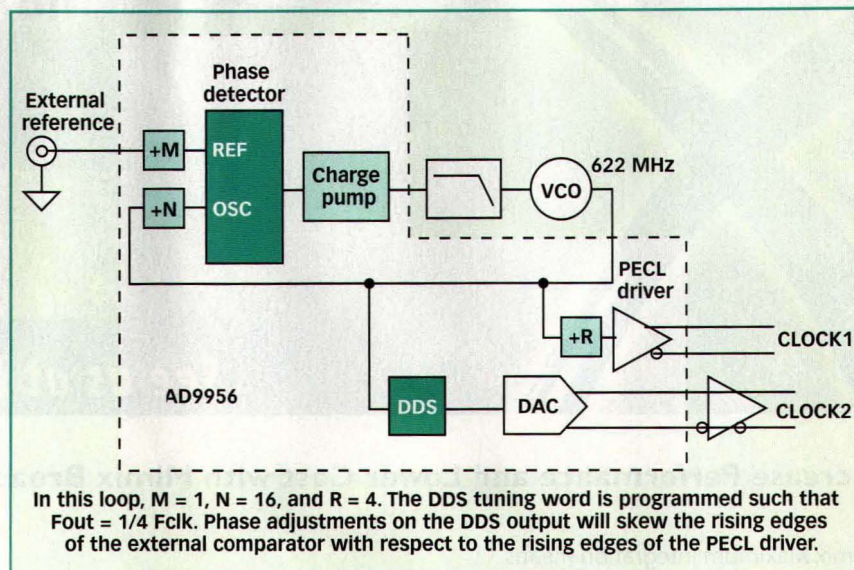 Phase
detector
External
reference
+M
REF
Charge
pump
622 MHz
VCO
+N
OSC
PECL
driver
+R
CLOCK1
AD9956
DDS
DAC
CLOCK2
In this loop, M = 1, N = 16, and R = 4. The DDS tuning word is programmed such that
Fout = 1/4 Fclk. Phase adjustments on the DDS output will skew the rising edges
of the external comparator with respect to the rising edges of the PECL driver.